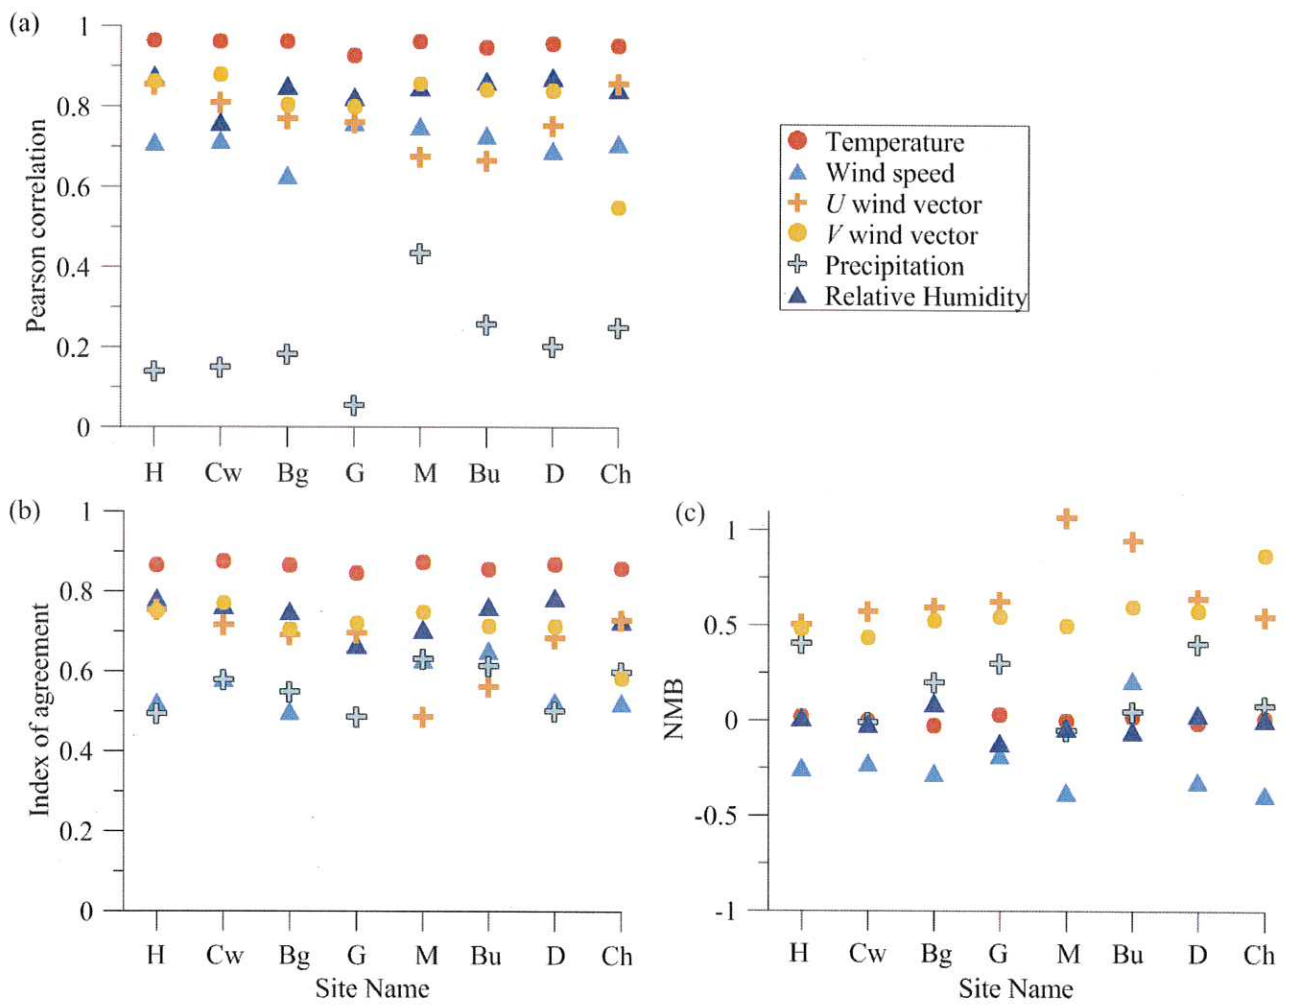 (a)
1
0.8
0.6
0.4
0.2
0
Pearson correlation
H Cw Bg G M Bu D Ch
Temperature
Wind speed
U wind vector
V wind vector
Precipitation
Relative Humidity
(b)
1
0.8
0.6
0.4
0.2
0
Index of agreement
H Cw Bg G M Bu D Ch
Site Name
(c)
1
0.5
0
-0.5
-1
NMB
H Cw Bg G M Bu D Ch
Site Name